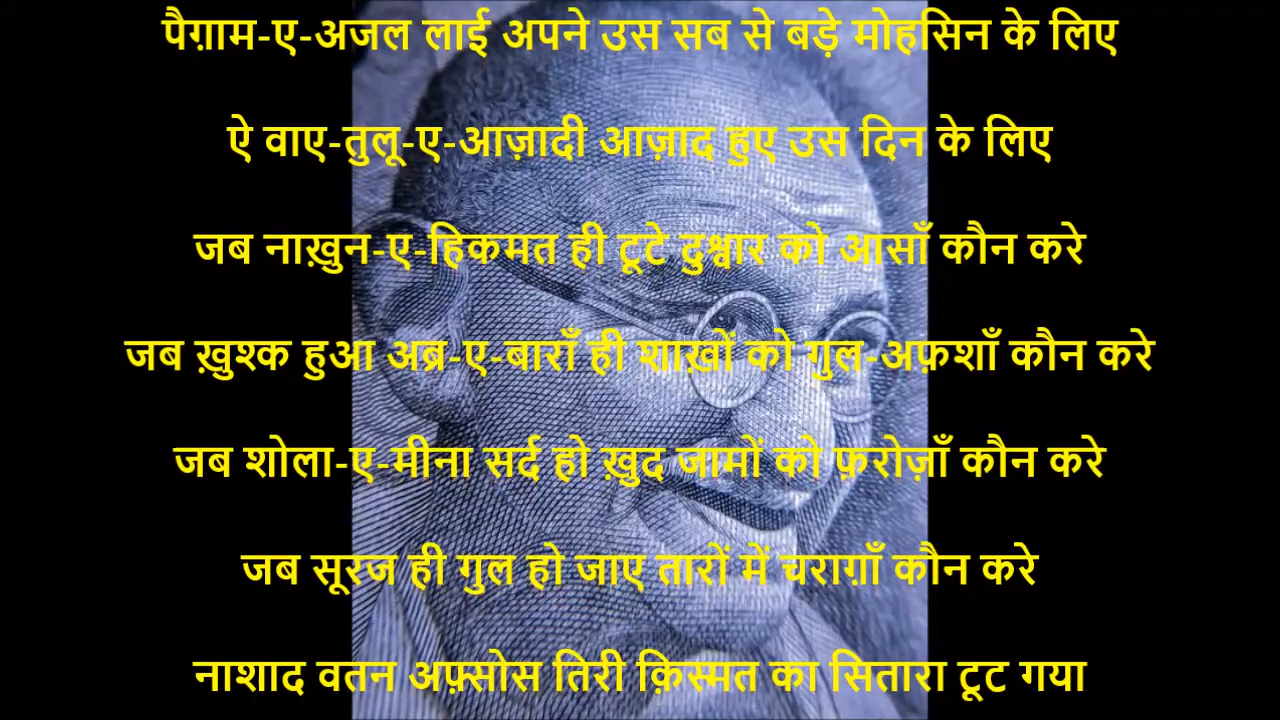 पैग़ाम-ए-अजल लाई अपने उस सब से बड़े मोहसिन के लिए
ऐ वाए-तुलू-ए-आज़ादी आज़ाद हुए उस दिन के लिए
जब नाख़ुन-ए-हिकमत ही टूटे दुश्वार को आसाँ कौन करे
जब ख़ुश्क हुआ अब्र-ए-बाराँ ही शाख़ों को गुल-अफ़शाँ कौन करे
जब शोला-ए-मीना सर्द हो ख़ुद जामों को फ़रोज़ाँ कौन करे
जब सूरज ही गुल हो जाए तारों में चराग़ाँ कौन करे
नाशाद वतन अफ़्सोस तिरी क़िस्मत का सितारा टूट गया